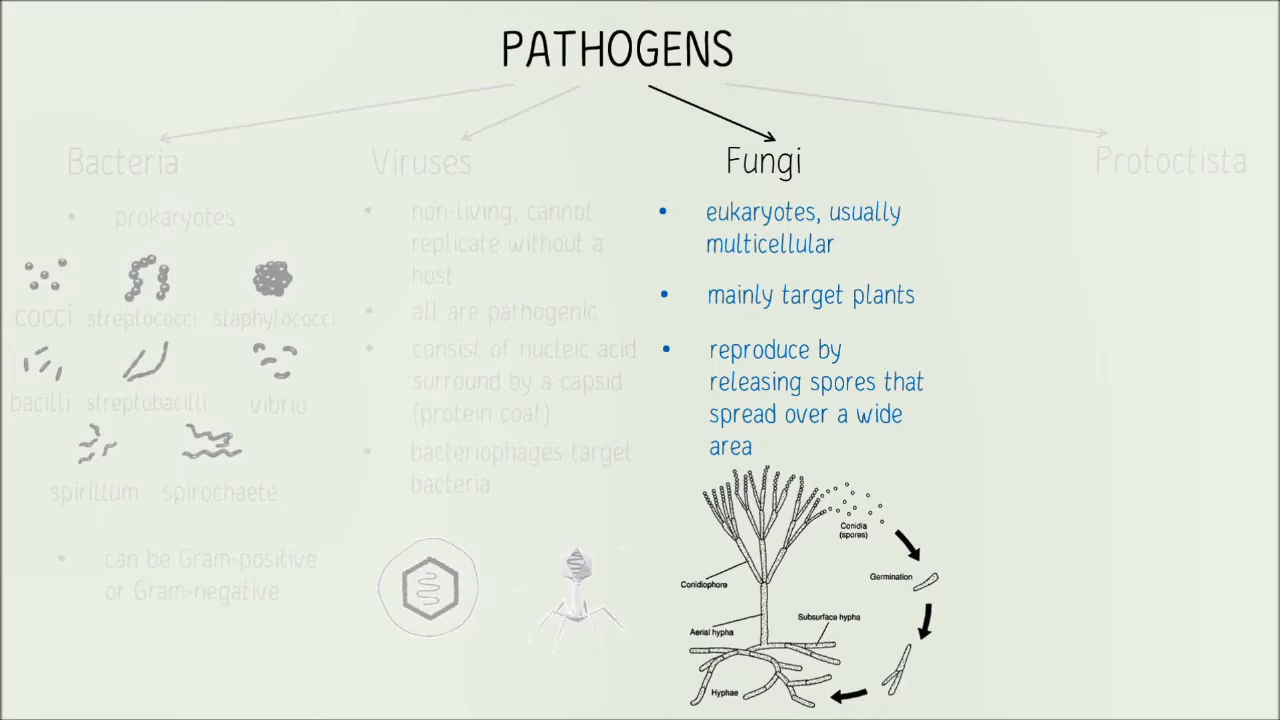 PATHOGENS
Bacteria
• prokaryotes
cocci streptococci staphylococci
bacilli streptobacilli vibrio
spirillum spirochaete
• can be Gram-positive
or Gram-negative
Viruses
• non-living, cannot
replicate without a
host
• all are pathogenic
• consist of nucleic acid
surround by a capsid
(protein coat)
• bacteriophages target
bacteria
Fungi
• eukaryotes, usually
multicellular
• mainly target plants
• reproduce by
releasing spores that
spread over a wide
area
Conidia
(spores)
Germination
Conidiophore
Subsurface hypha
Aerial hypha
Hyphae
Protoctista